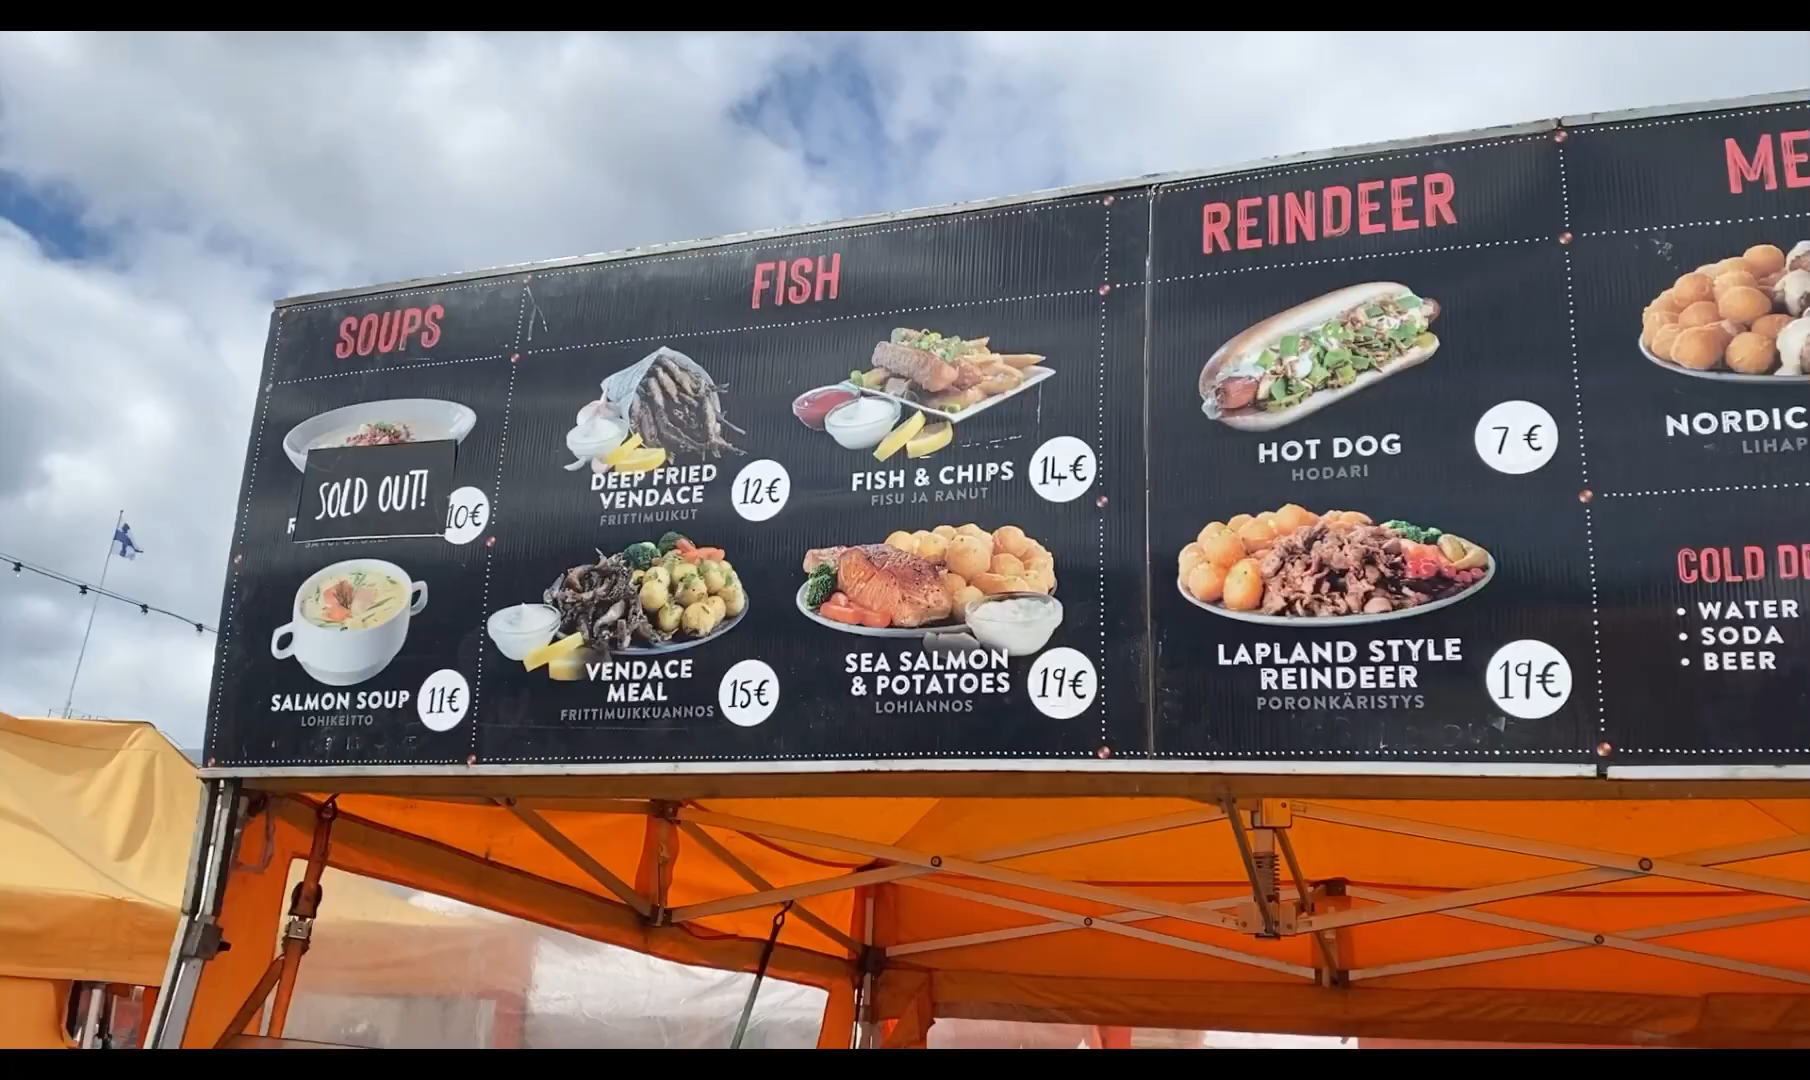 SOUPS
SOLD OUT!
10€
SALMON SOUP
LOHIKEITTO
11€
FISH
DEEP FRIED
VENDACE
FRITTIMUIKUT
12€
FISH & CHIPS
FISU JA RANUT
14€
VENDACE
MEAL
FRITTIMUIKKUANNOS
15€
SEA SALMON
& POTATOES
LOHIANNOS
19€
REINDEER
HOT DOG
HODARI
7 €
LAPLAND STYLE
REINDEER
PORONKÄRISTYS
19€
ME
NORDIC
LIHAP
COLD DR
• WATER
• SODA
• BEER